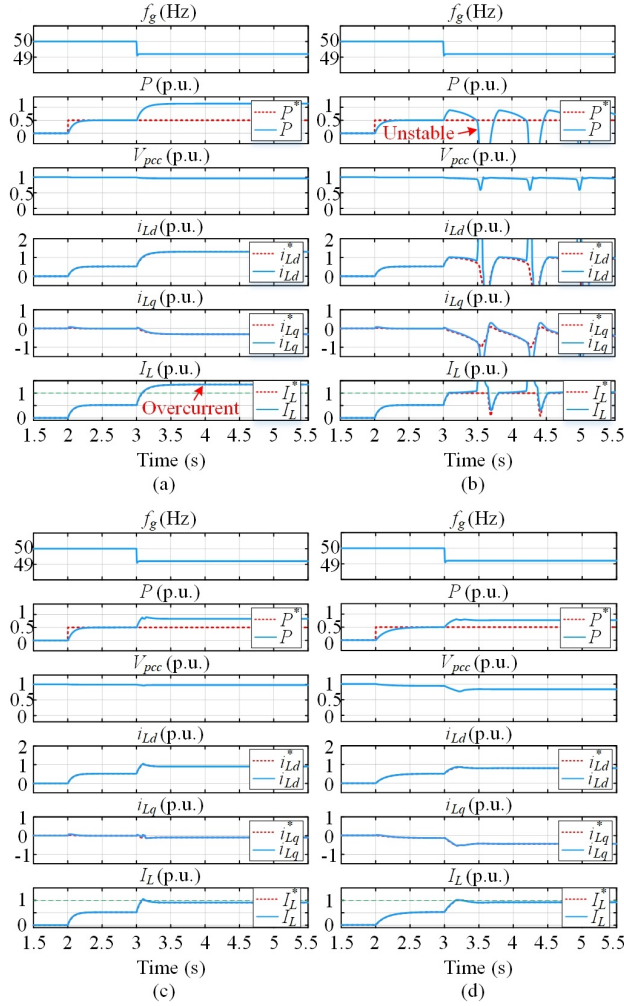 f_g (Hz)
50
49
P (p.u.)
1
0.5
0
P*
P
V_pcc (p.u.)
1
0.5
0
i_Ld (p.u.)
2
1
0
i*_Ld
i_Ld
i_Lq (p.u.)
1
0
-1
i*_Lq
i_Lq
I_L (p.u.)
1
0
Overcurrent
I*_L
I_L
1.5 2 2.5 3 3.5 4 4.5 5 5.5
Time (s)
(a)
f_g (Hz)
50
49
P (p.u.)
1
0.5
0
Unstable
P*
P
V_pcc (p.u.)
1
0.5
0
i_Ld (p.u.)
2
1
0
i*_Ld
i_Ld
i_Lq (p.u.)
1
0
-1
i*_Lq
i_Lq
I_L (p.u.)
1
0
I*_L
I_L
1.5 2 2.5 3 3.5 4 4.5 5 5.5
Time (s)
(b)
f_g (Hz)
50
49
P (p.u.)
1
0.5
0
P*
P
V_pcc (p.u.)
1
0.5
0
i_Ld (p.u.)
2
1
0
i*_Ld
i_Ld
i_Lq (p.u.)
1
0
-1
i*_Lq
i_Lq
I_L (p.u.)
1
0
I*_L
I_L
1.5 2 2.5 3 3.5 4 4.5 5 5.5
Time (s)
(c)
f_g (Hz)
50
49
P (p.u.)
1
0.5
0
P*
P
V_pcc (p.u.)
1
0.5
0
i_Ld (p.u.)
2
1
0
i*_Ld
i_Ld
i_Lq (p.u.)
1
0
-1
i*_Lq
i_Lq
I_L (p.u.)
1
0
I*_L
I_L
1.5 2 2.5 3 3.5 4 4.5 5 5.5
Time (s)
(d)